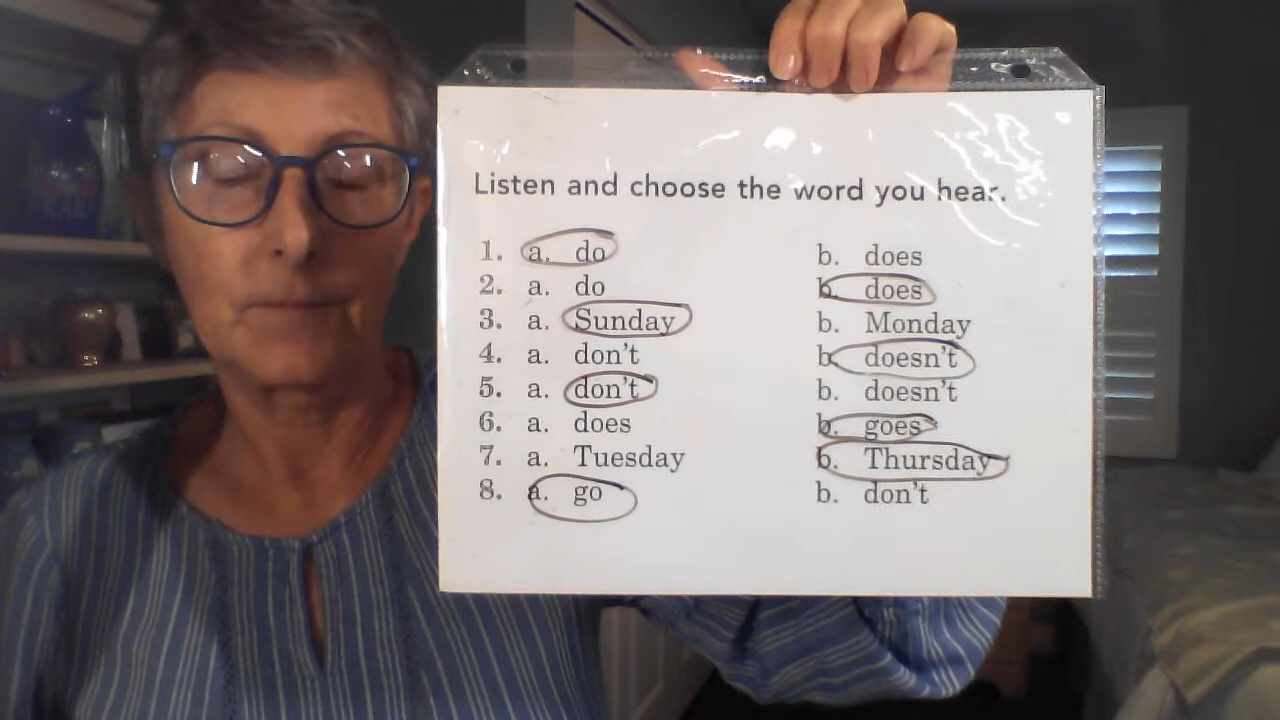 Listen and choose the word you hear.
1. a. do b. does
2. a. do b. does
3. a. Sunday b. Monday
4. a. don't b. doesn't
5. a. don't b. doesn't
6. a. does b. goes
7. a. Tuesday b. Thursday
8. a. go b. don't